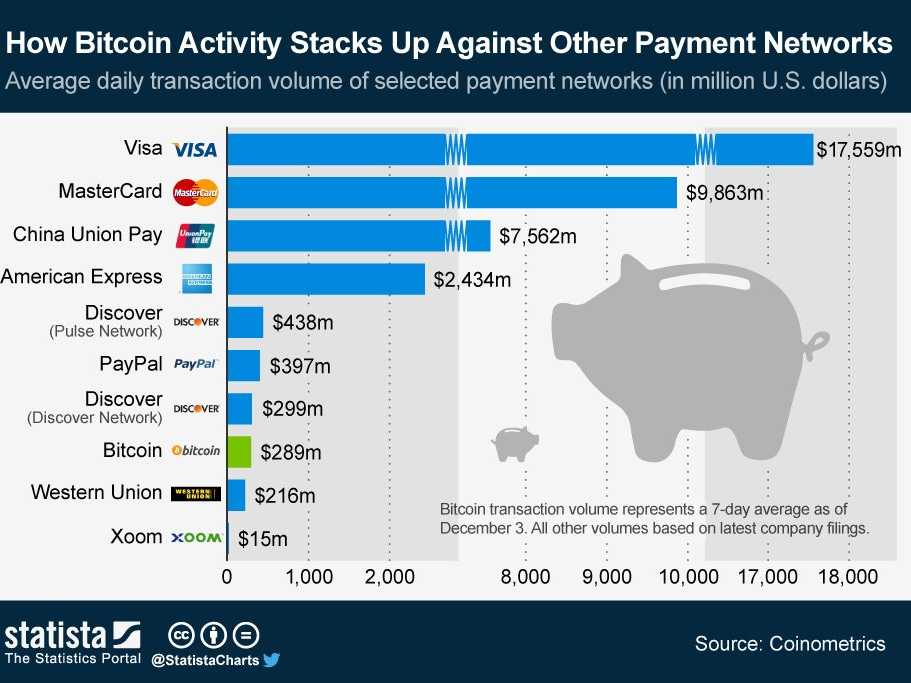 How Bitcoin Activity Stacks Up Against Other Payment Networks
Average daily transaction volume of selected payment networks (in million U.S. dollars)
Visa VISA $17,559m
MasterCard MasterCard $9,863m
China Union Pay UnionPay 银联 $7,562m
American Express AMERICAN EXPRESS $2,434m
Discover
(Pulse Network) DISCOVER $438m
PayPal PayPal $397m
Discover
(Discover Network) DISCOVER $299m
Bitcoin bitcoin $289m
Western Union WESTERN UNION $216m
Xoom XOOM $15m
Bitcoin transaction volume represents a 7-day average as of
December 3. All other volumes based on latest company filings.
0 1,000 2,000 8,000 9,000 10,000 17,000 18,000
statista
The Statistics Portal
cc
@StatistaCharts
Source: Coinometrics